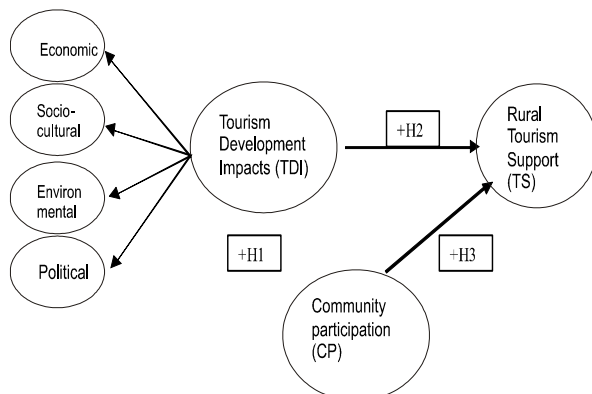 Economic
Socio-
cultural
Environ
mental
Political
Tourism
Development
Impacts (TDI)
+H1
+H2
Rural
Tourism
Support
(TS)
+H3
Community
participation
(CP)